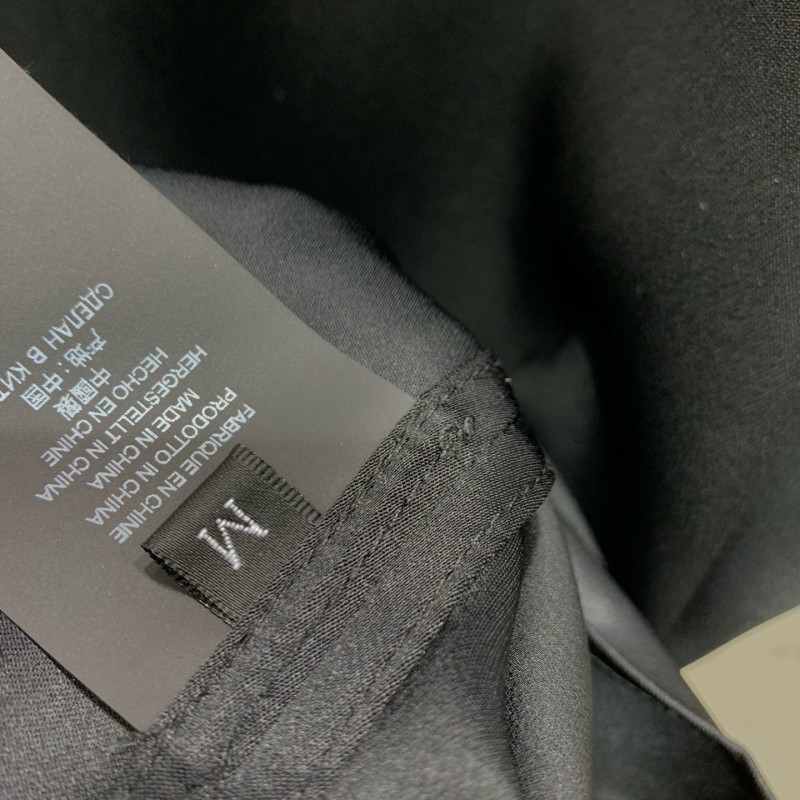 FABRIQUE EN CHINE
PRODOTTO IN CHINA
MADE IN CHINA
HERGESTELLT IN CHINA
HECHO EN CHINE
中國製
产地：中国
СДЕЛАН В КИТ
M